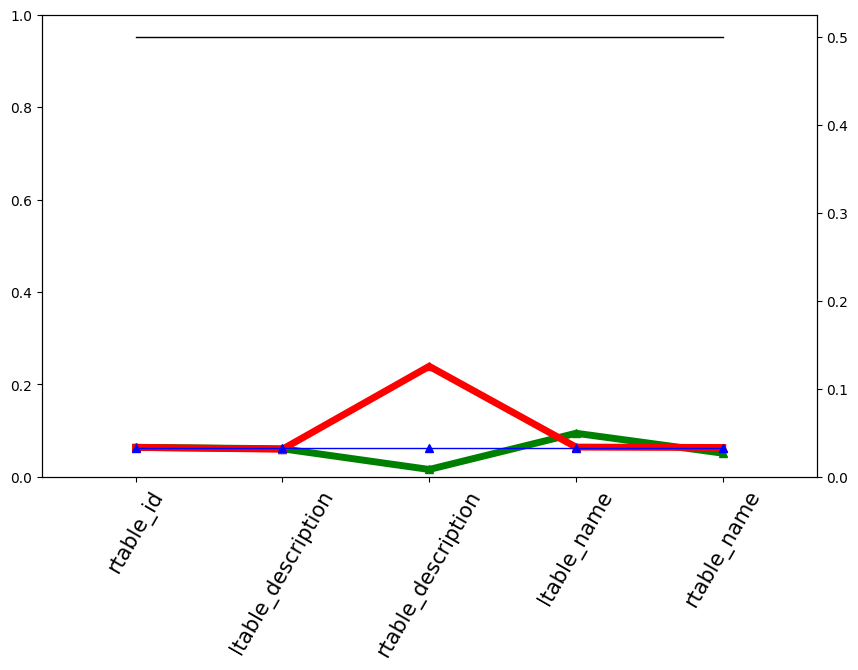 1.0
0.8
0.6
0.4
0.2
0.0
0.5
0.4
0.3
0.2
0.1
0.0
rtable_id
ltable_description
rtable_description
ltable_name
rtable_name